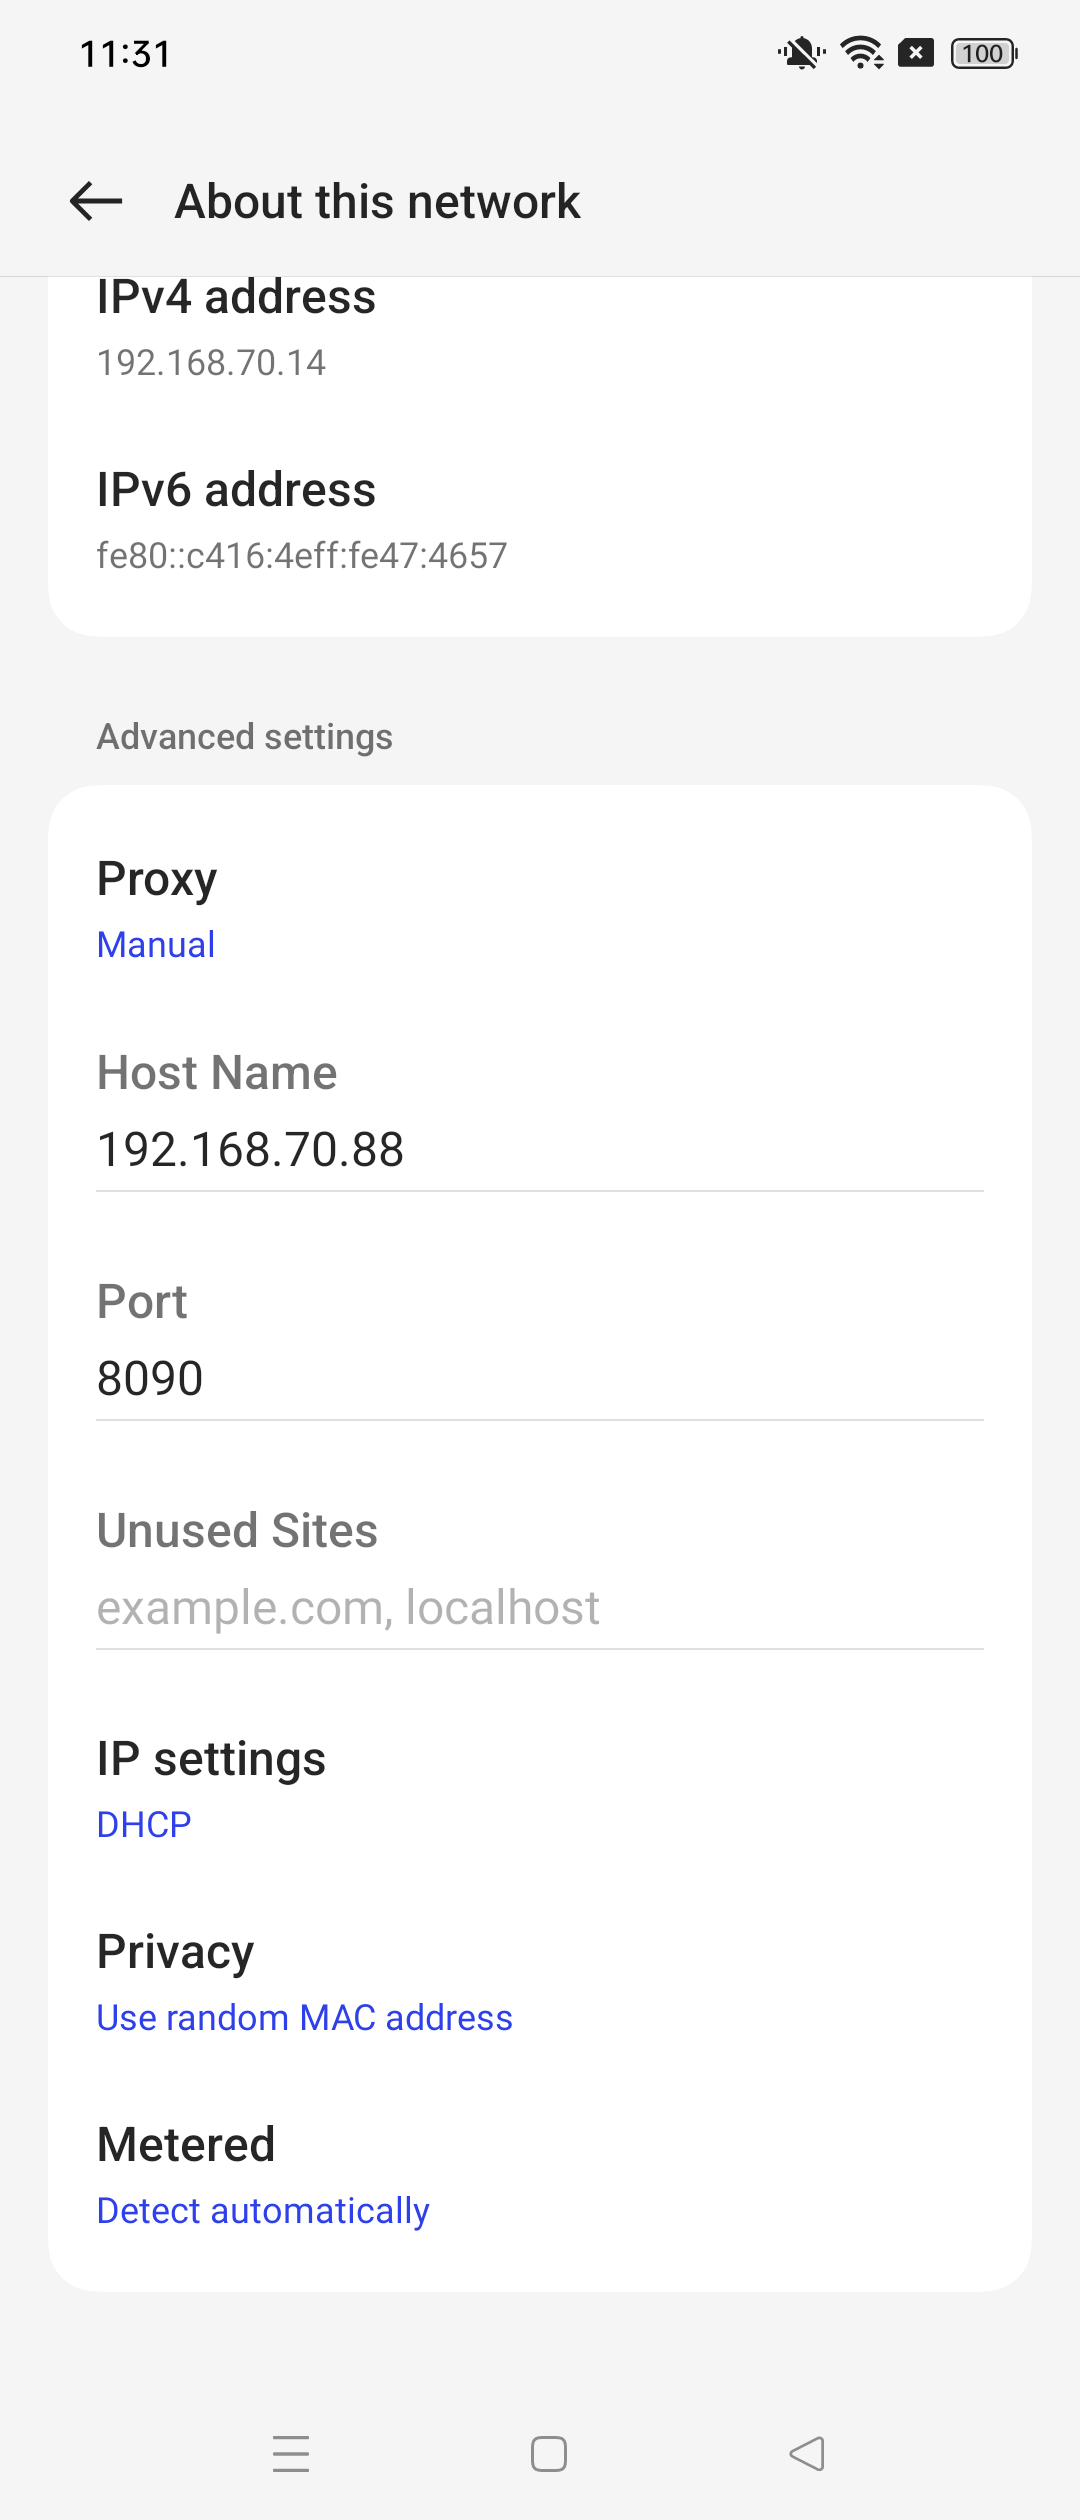 11:31
100
About this network
IPv4 address
192.168.70.14
IPv6 address
fe80::c416:4eff:fe47:4657
Advanced settings
Proxy
Manual
Host Name
192.168.70.88
Port
8090
Unused Sites
example.com, localhost
IP settings
DHCP
Privacy
Use random MAC address
Metered
Detect automatically